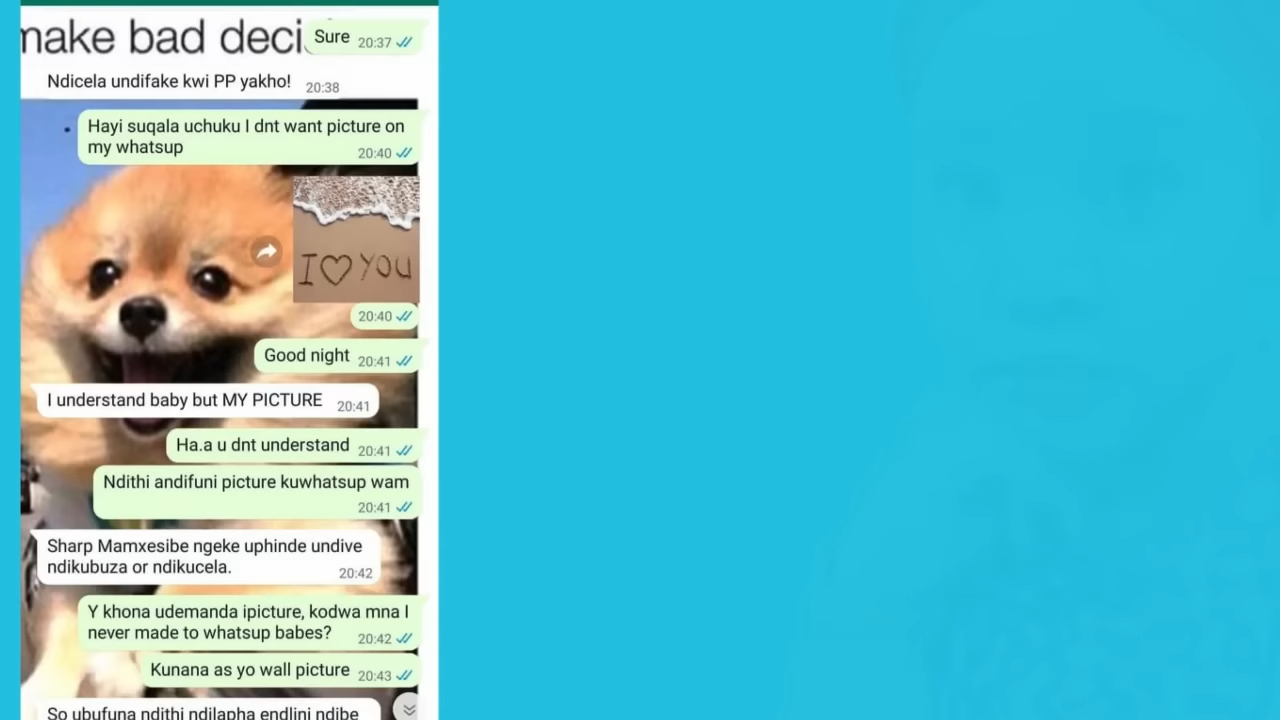 make bad deci
Sure 20:37
Ndicela undifake kwi PP yakho! 20:38
Hayi suqala uchuku I dnt want picture on
my whatsup 20:40
I YOU
20:40
Good night 20:41
I understand baby but MY PICTURE 20:41
Ha.a u dnt understand 20:41
Ndithi andifuni picture kuwhatsup wam
20:41
Sharp Mamxesibe ngeke uphinde undive
ndikubuza or ndikucela. 20:42
Y khona udemanda ipicture, kodwa mna I
never made to whatsup babes? 20:42
Kunana as yo wall picture 20:43
So ubufuna ndithi ndilapha endlini ndibe